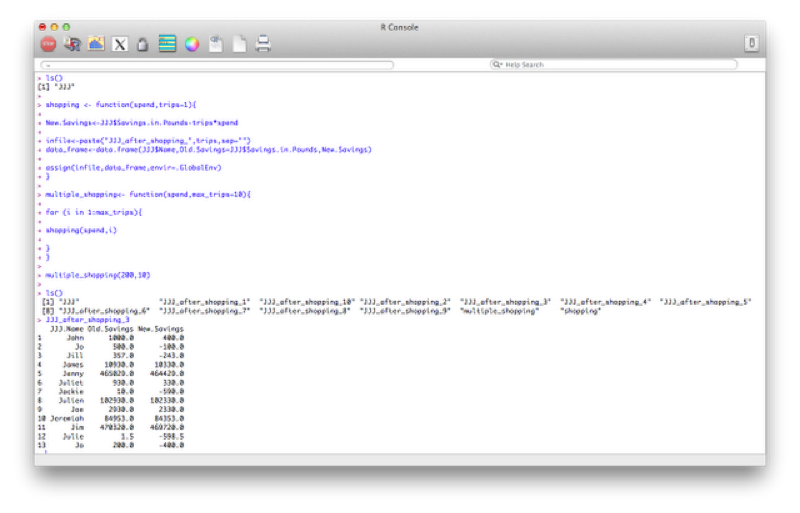 R Console
STOP
X
Help Search
> ls()
[1] "JJJ"
>
> shopping <- function(spend,trips=1){
+
+ New.Savings<-JJJ$Savings.in.Pounds-trips*spend
+
+ infile<-paste("JJJ_after_shopping_",trips,sep="")
+ data_frame<-data.frame(JJJ$Name,Old.Savings=JJJ$Savings.in.Pounds,New.Savings)
+
+ assign(infile,data_frame,envir=.GlobalEnv)
+ }
>
> multiple_shopping<- function(spend,max_trips=10){
+
+ for (i in 1:max_trips){
+
+ shopping(spend,i)
+
+ }
+ }
>
> multiple_shopping(200,10)
>
> ls()
[1] "JJJ" "JJJ_after_shopping_1" "JJJ_after_shopping_10" "JJJ_after_shopping_2" "JJJ_after_shopping_3" "JJJ_after_shopping_4" "JJJ_after_shopping_5"
[8] "JJJ_after_shopping_6" "JJJ_after_shopping_7" "JJJ_after_shopping_8" "JJJ_after_shopping_9" "multiple_shopping" "shopping"
> JJJ_after_shopping_3
JJJ.Name Old.Savings New.Savings
1 John 1000.0 400.0
2 Jo 500.0 -100.0
3 Jill 357.0 -243.0
4 James 10930.0 10330.0
5 Jenny 465029.0 464429.0
6 Juliet 930.0 330.0
7 Jackie 10.0 -590.0
8 Julien 102930.0 102330.0
9 Joe 2930.0 2330.0
10 Jeremiah 84953.0 84353.0
11 Jim 470320.0 469720.0
12 Julie 1.5 -598.5
13 Jo 200.0 -400.0